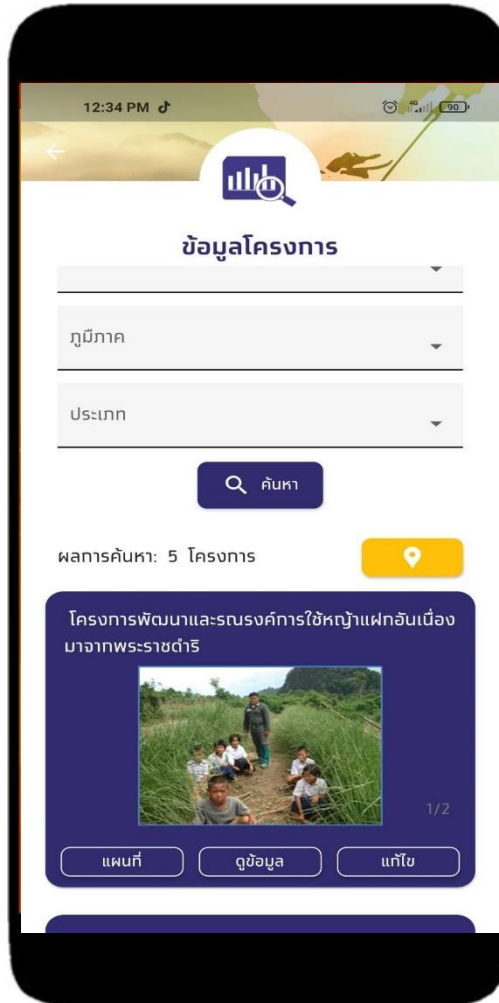 12:34 PM
4G
90
ข้อมูลโครงการ
ภูมิภาค
ประเภท
ค้นหา
ผลการค้นหา: 5 โครงการ
โครงการพัฒนาและรณรงค์การใช้หญ้าแฝกอันเนื่อง
มาจากพระราชดำริ
1/2
แผนที่
ดูข้อมูล
แก้ไข